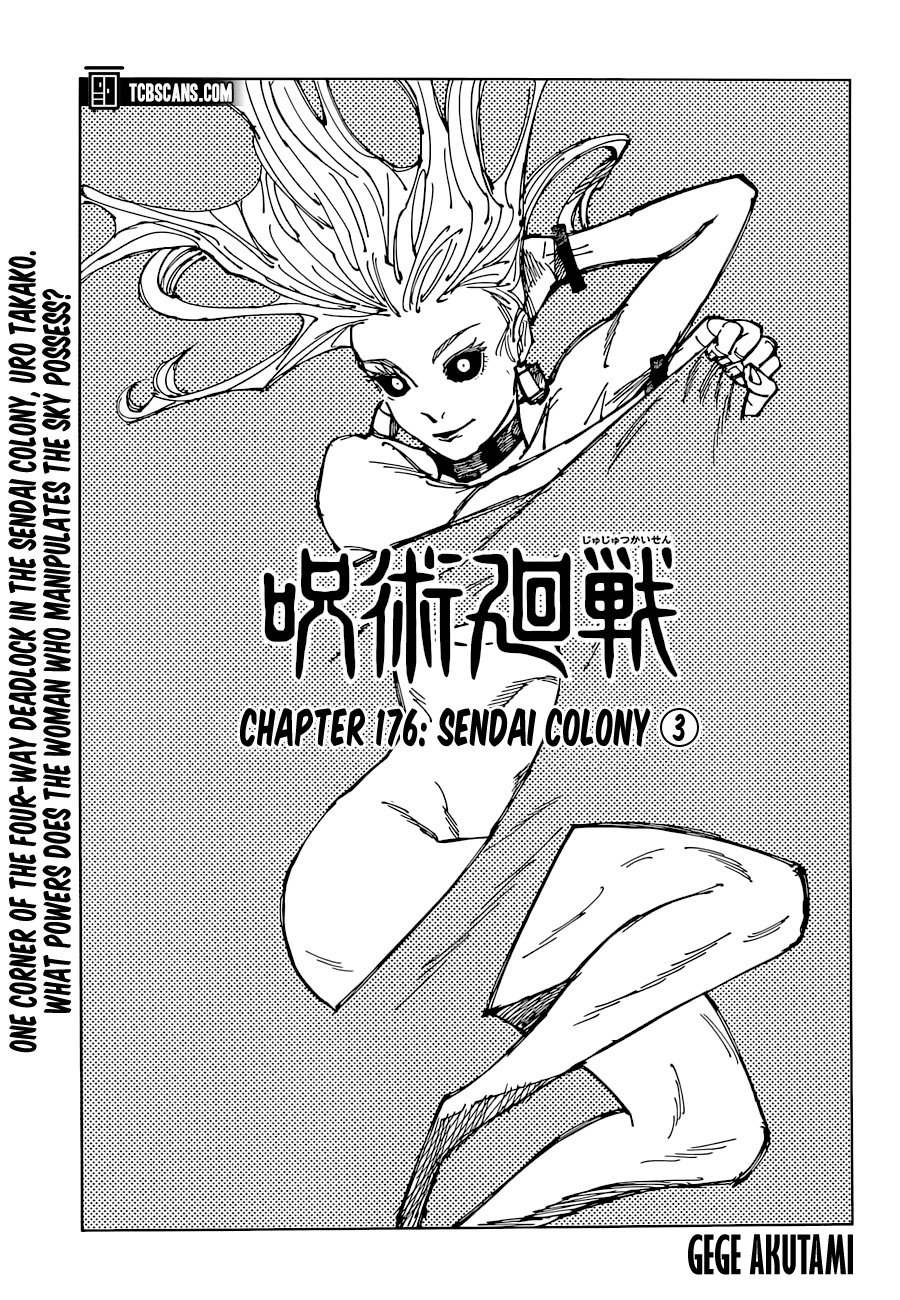 TCBSCANS.COM
ONE CORNER OF THE FOUR-WAY DEADLOCK IN THE SENDAI COLONY, URO TAKAKO.
WHAT POWERS DOES THE WOMAN WHO MANIPULATES THE SKY POSSESS?
じゅじゅつかいせん
呪術廻戦
CHAPTER 176: SENDAI COLONY ③
GEGE AKUTAMI